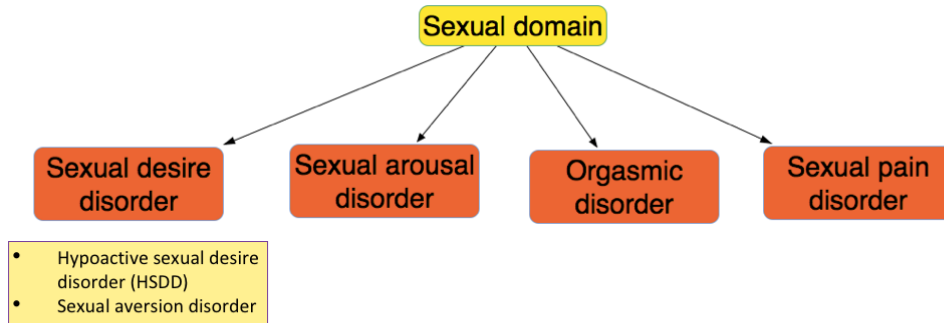 Sexual domain
Sexual desire
disorder
Sexual arousal
disorder
Orgasmic
disorder
Sexual pain
disorder
• Hypoactive sexual desire
disorder (HSDD)
• Sexual aversion disorder